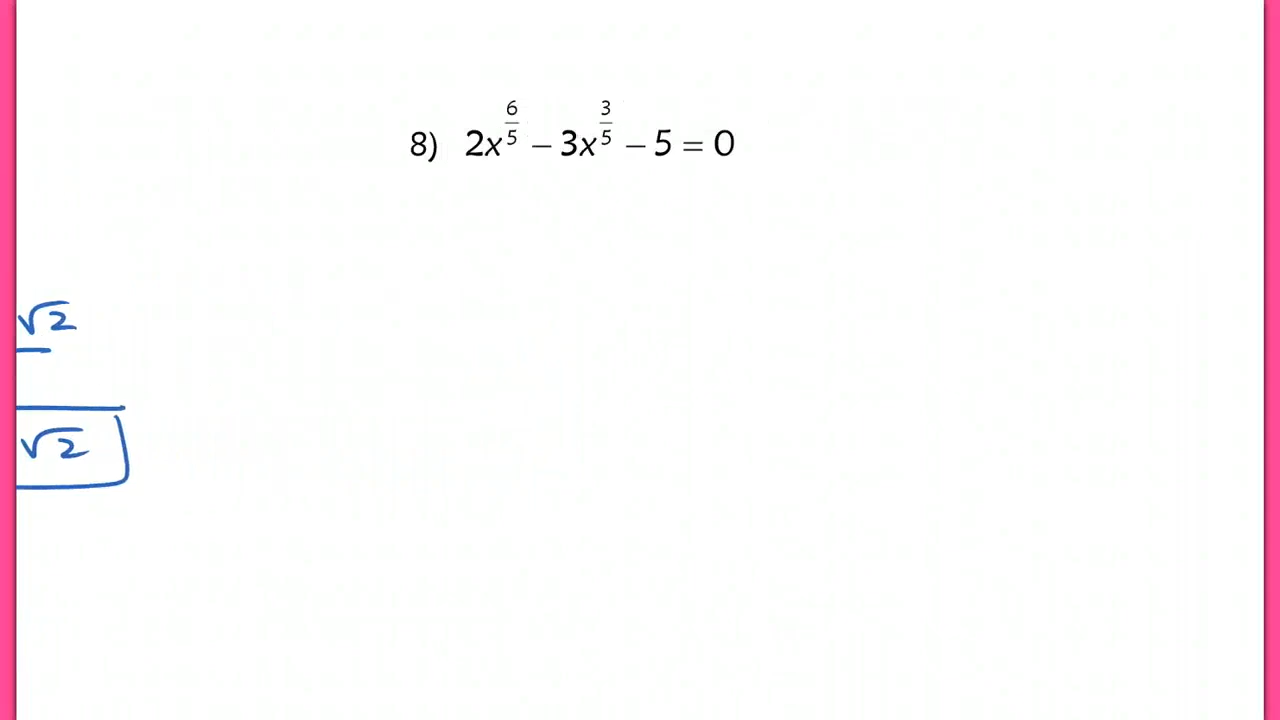 8) 2x^(6/5) – 3x^(3/5) – 5 = 0
√2
√2